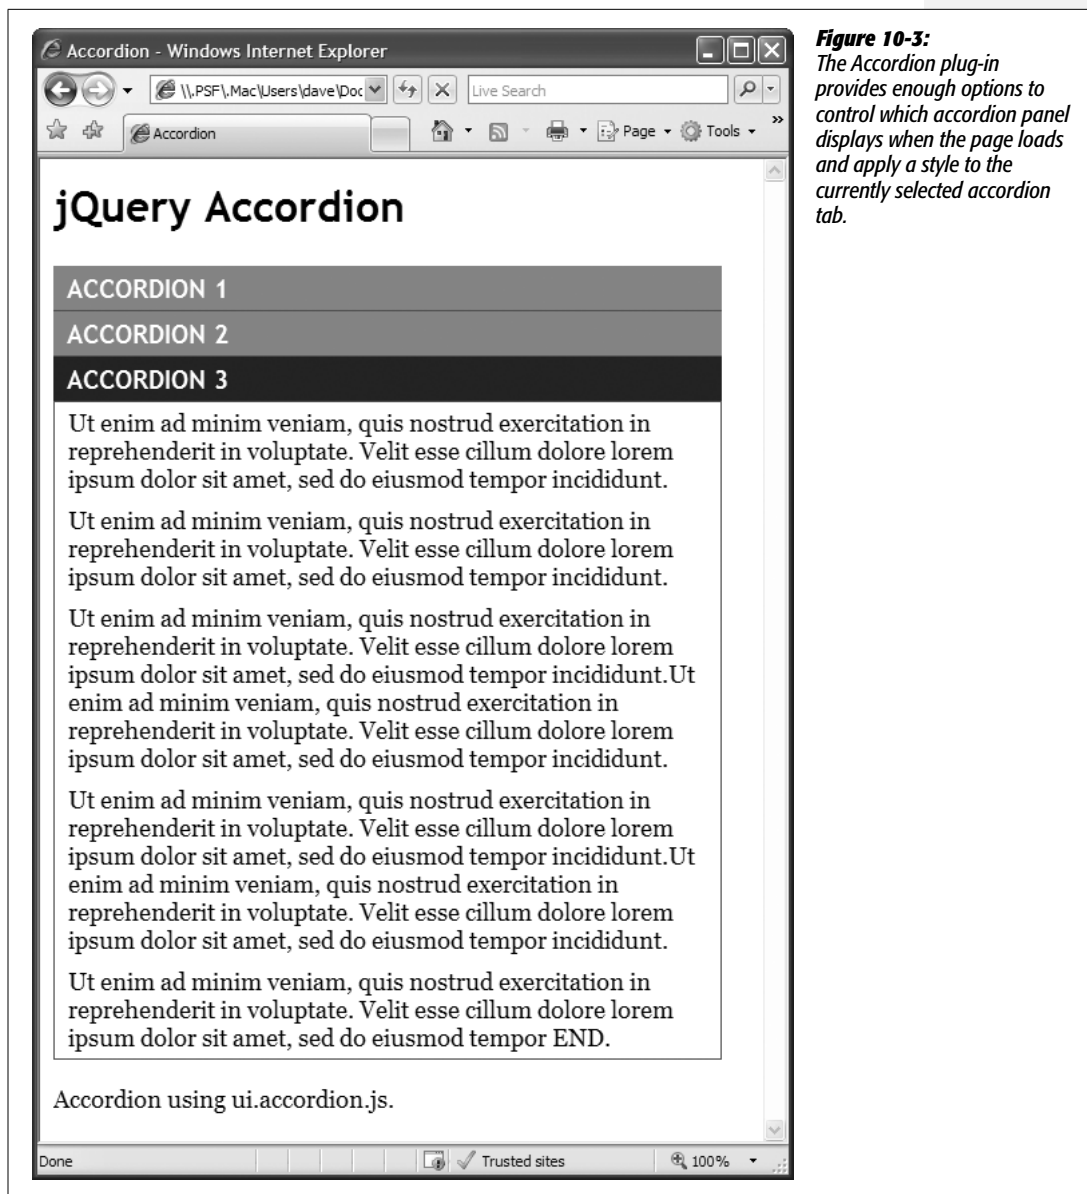 Accordion - Windows Internet Explorer
\\.PSF\.Mac\Users\dave\Doc
Live Search
Accordion
Page
Tools
»
jQuery Accordion
ACCORDION 1
ACCORDION 2
ACCORDION 3
Ut enim ad minim veniam, quis nostrud exercitation in
reprehenderit in voluptate. Velit esse cillum dolore lorem
ipsum dolor sit amet, sed do eiusmod tempor incididunt.
Ut enim ad minim veniam, quis nostrud exercitation in
reprehenderit in voluptate. Velit esse cillum dolore lorem
ipsum dolor sit amet, sed do eiusmod tempor incididunt.
Ut enim ad minim veniam, quis nostrud exercitation in
reprehenderit in voluptate. Velit esse cillum dolore lorem
ipsum dolor sit amet, sed do eiusmod tempor incididunt.Ut
enim ad minim veniam, quis nostrud exercitation in
reprehenderit in voluptate. Velit esse cillum dolore lorem
ipsum dolor sit amet, sed do eiusmod tempor incididunt.
Ut enim ad minim veniam, quis nostrud exercitation in
reprehenderit in voluptate. Velit esse cillum dolore lorem
ipsum dolor sit amet, sed do eiusmod tempor incididunt.Ut
enim ad minim veniam, quis nostrud exercitation in
reprehenderit in voluptate. Velit esse cillum dolore lorem
ipsum dolor sit amet, sed do eiusmod tempor incididunt.
Ut enim ad minim veniam, quis nostrud exercitation in
reprehenderit in voluptate. Velit esse cillum dolore lorem
ipsum dolor sit amet, sed do eiusmod tempor END.
Accordion using ui.accordion.js.
Done
Trusted sites
100%
Figure 10-3:
The Accordion plug-in
provides enough options to
control which accordion panel
displays when the page loads
and apply a style to the
currently selected accordion
tab.